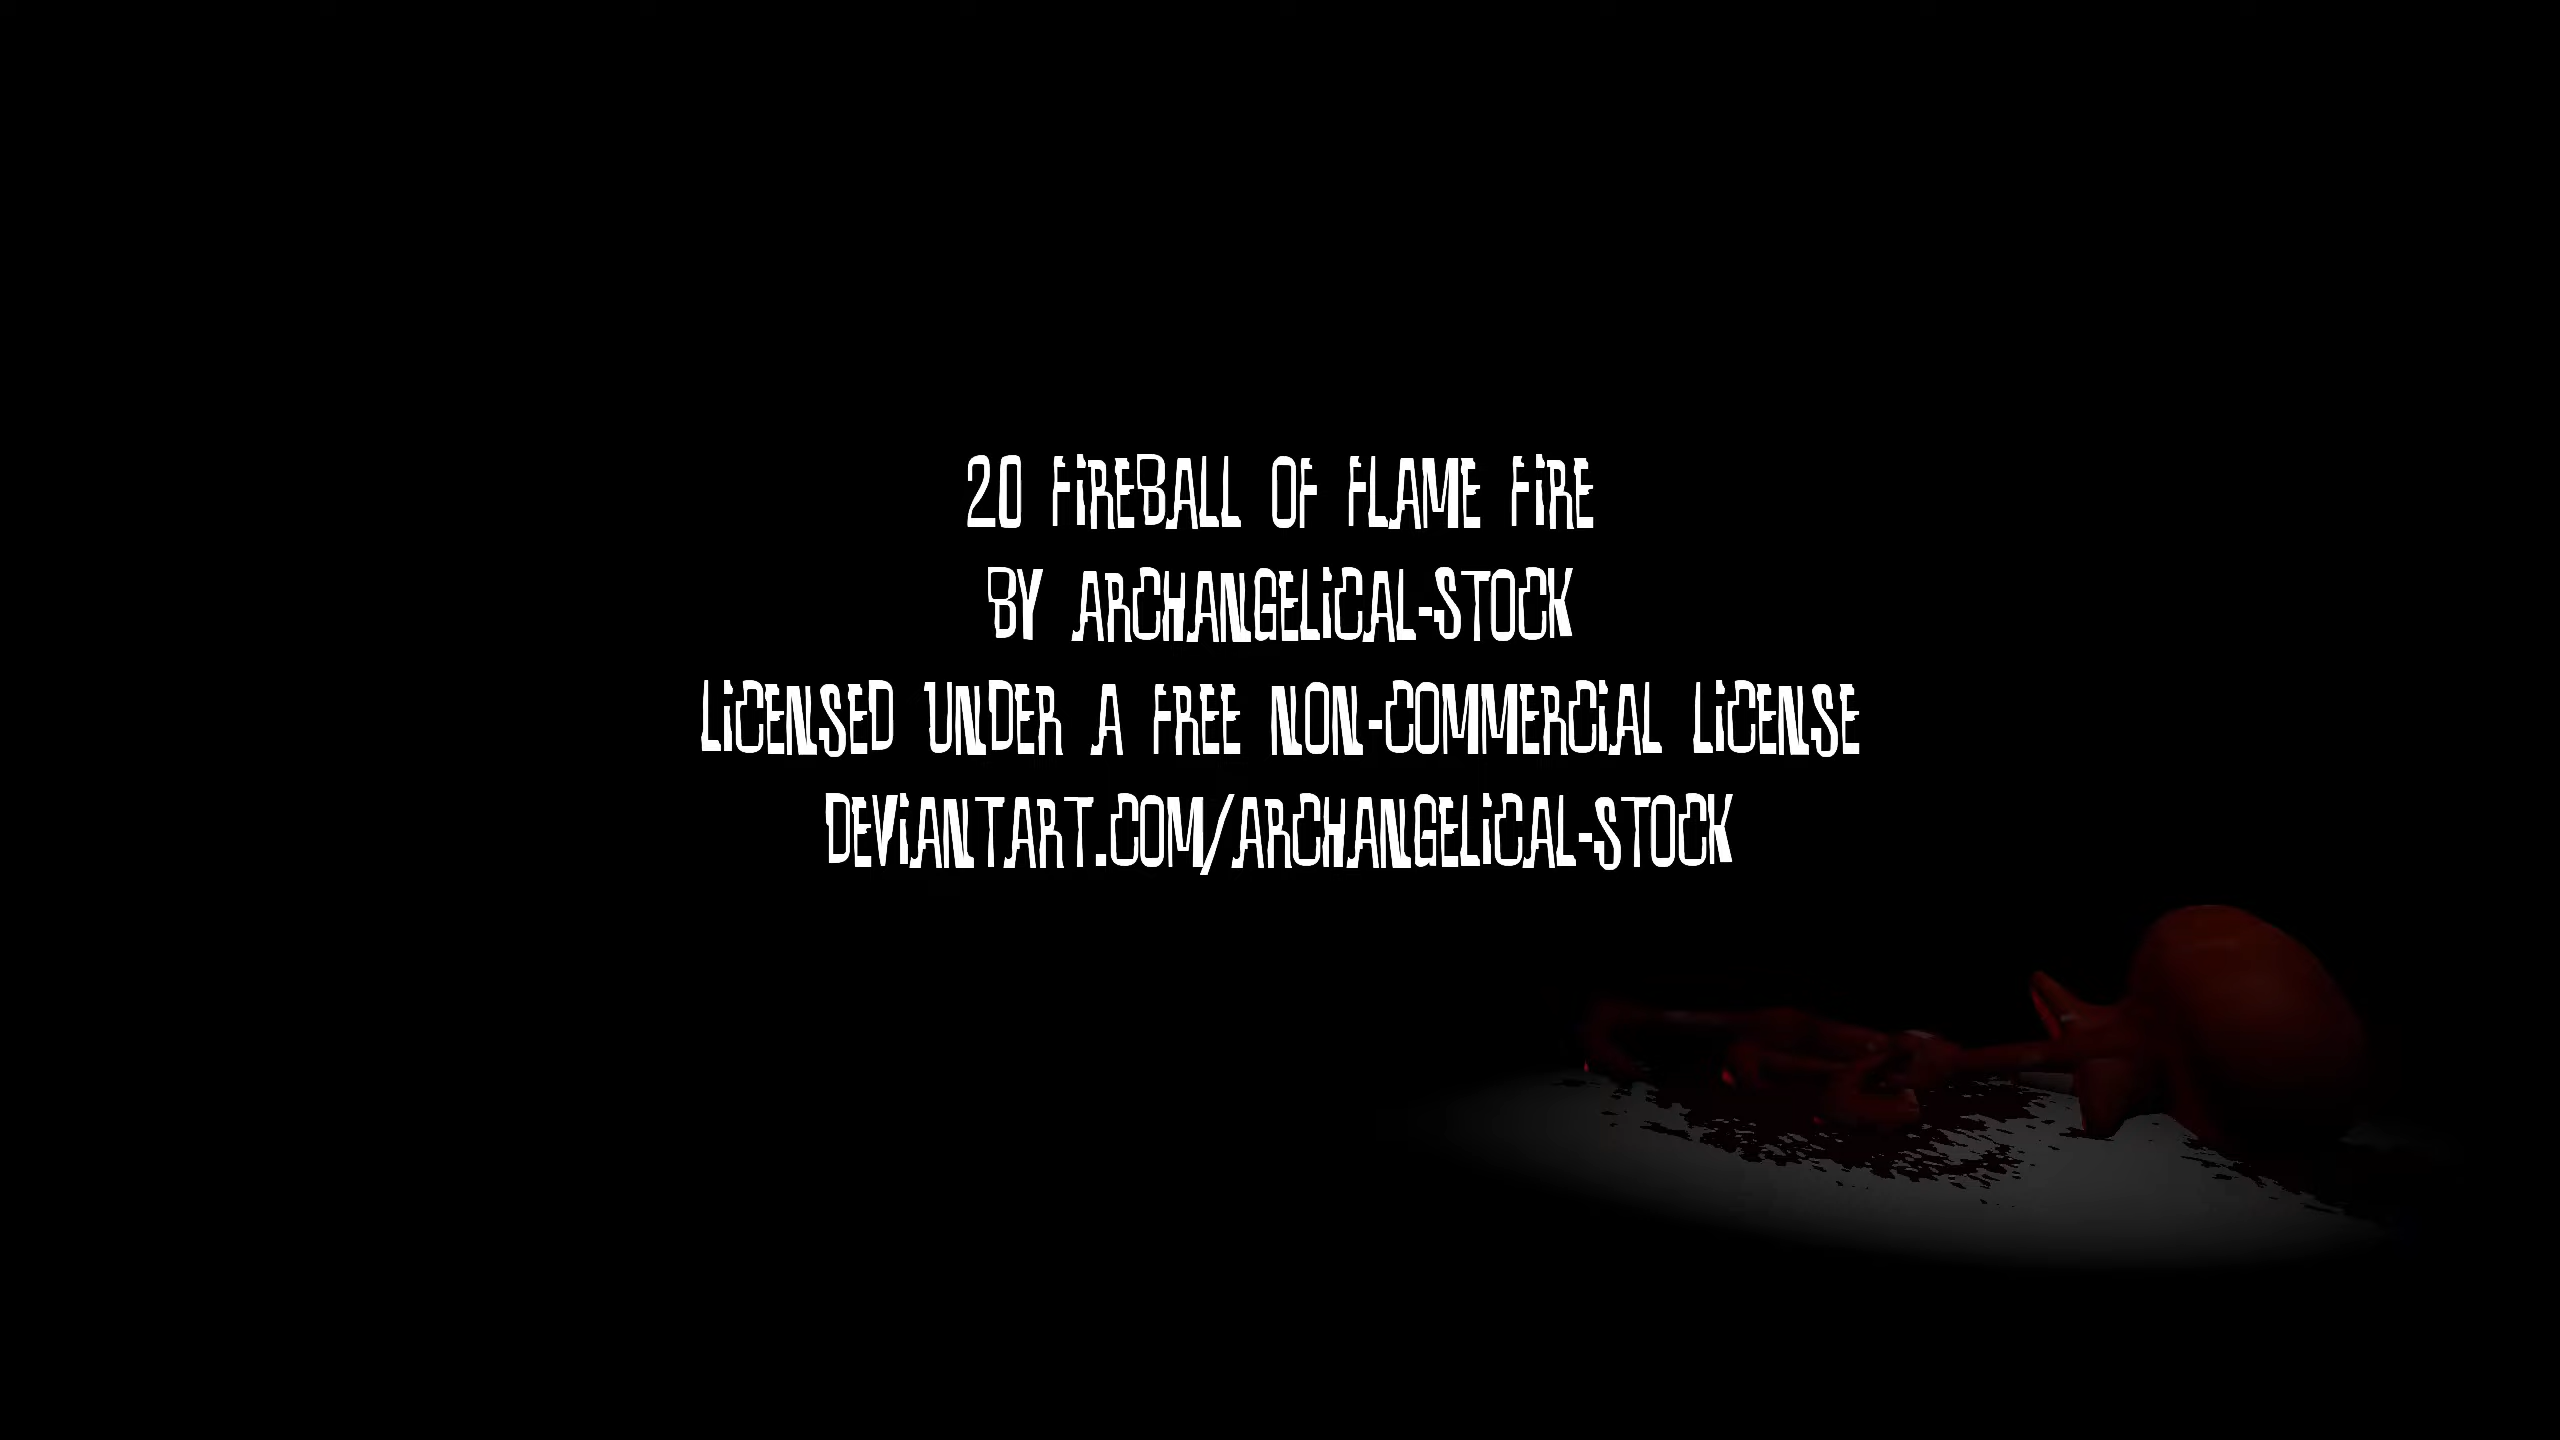 20 FIREBALL OF FLAME FIRE
BY ARCHANGELICAL-STOCK
LICENSED UNDER A FREE NON-COMMERCIAL LICENSE
DEVIANTART.COM/ARCHANGELICAL-STOCK